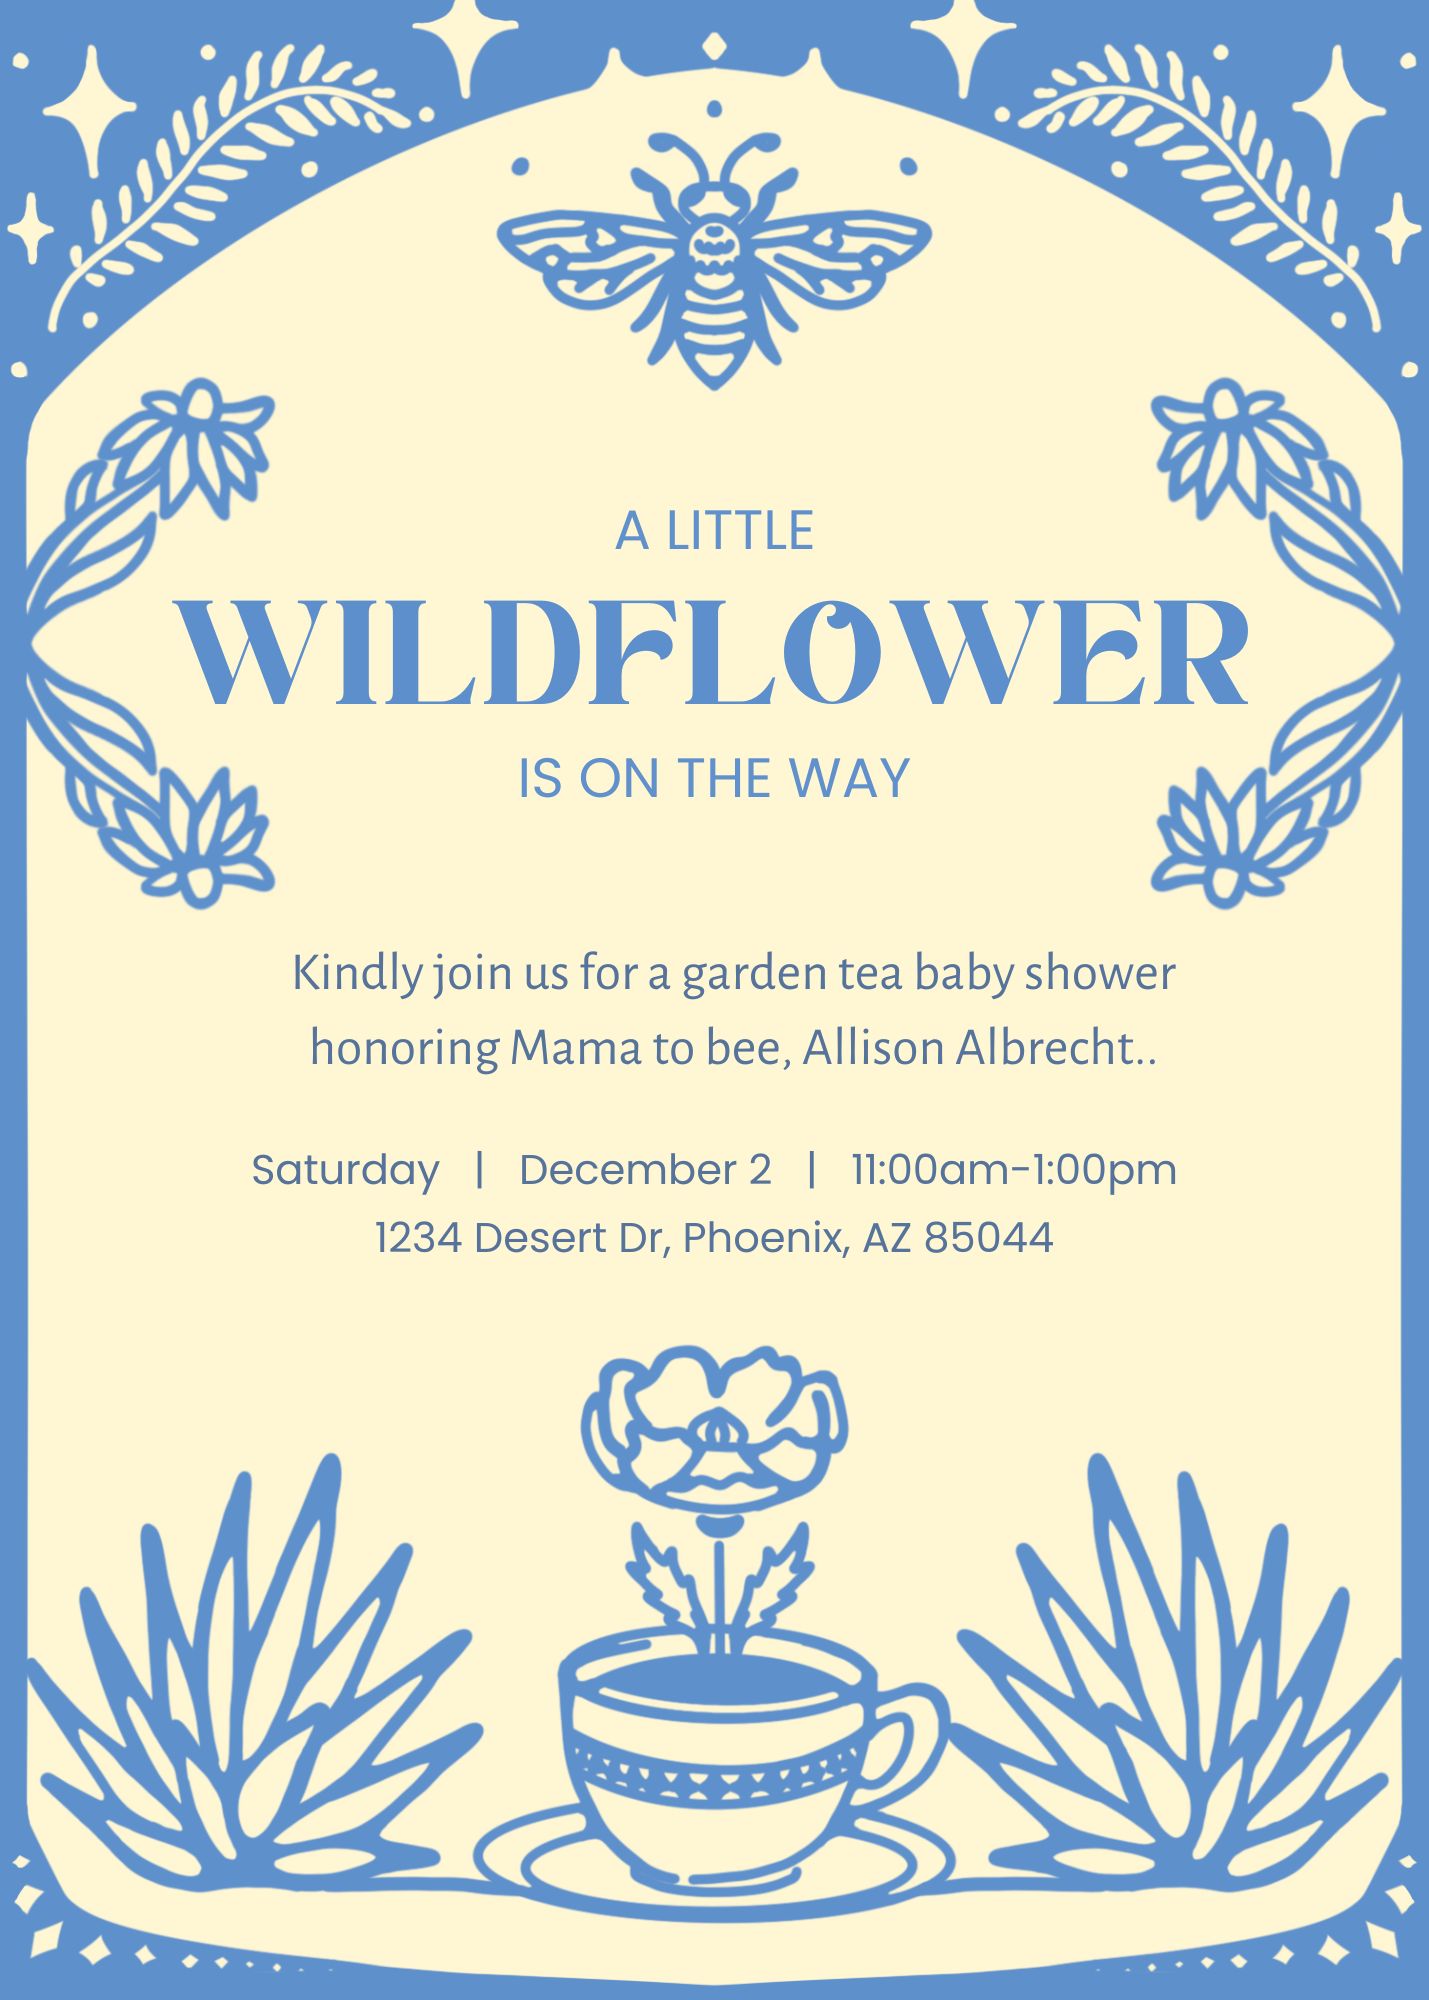 A LITTLE
WILDFLOWER
IS ON THE WAY
Kindly join us for a garden tea baby shower
honoring Mama to bee, Allison Albrecht..
Saturday | December 2 | 11:00am-1:00pm
1234 Desert Dr, Phoenix, AZ 85044